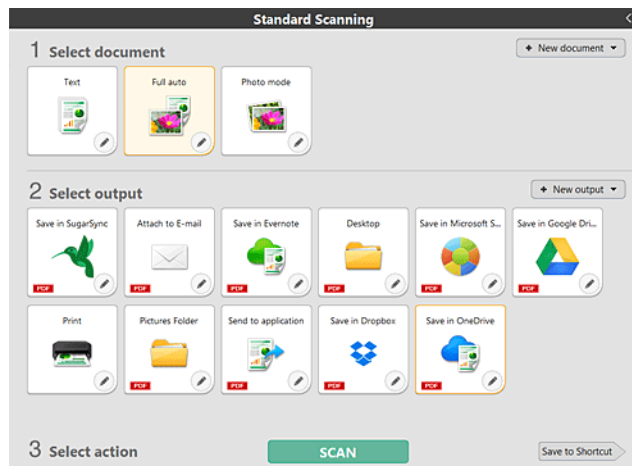 Standard Scanning
1 Select document
+ New document
Text
Full auto
Photo mode
2 Select output
+ New output
Save in SugarSync
Attach to E-mail
Save in Evernote
Desktop
Save in Microsoft S...
Save in Google Dri...
PDF
PDF
PDF
PDF
PDF
PDF
Print
Pictures Folder
Send to application
Save in Dropbox
Save in OneDrive
PDF
PDF
PDF
PDF
3 Select action
SCAN
Save to Shortcut